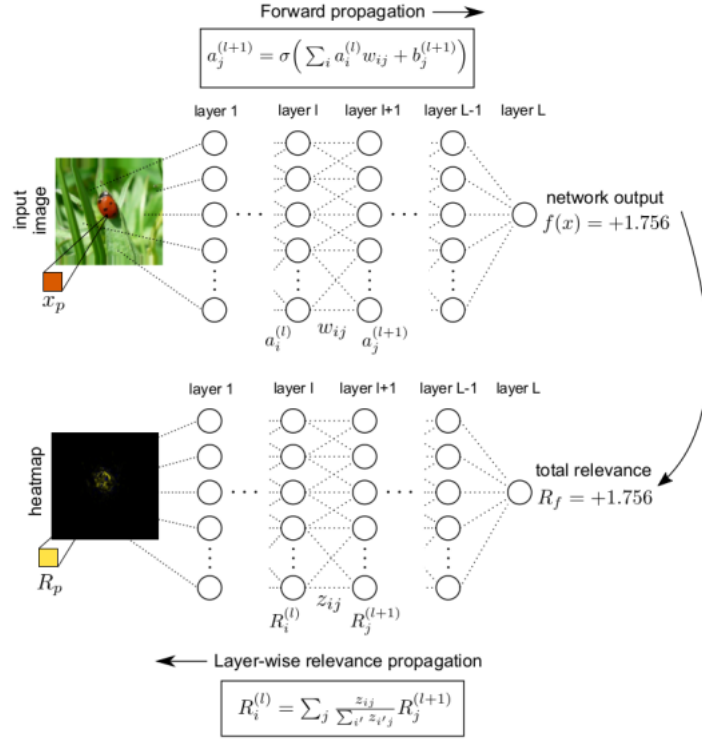 Forward propagation
a_j^{(l+1)} = σ(∑_i a_i^{(l)} w_{ij} + b_j^{(l+1)})
layer 1 layer l layer l+1 layer L-1 layer L
input image
x_p
network output
f(x) = +1.756
a_i^{(l)} w_{ij} a_j^{(l+1)}
layer 1 layer l layer l+1 layer L-1 layer L
heatmap
R_p
total relevance
R_f = +1.756
R_i^{(l)} z_{ij} R_j^{(l+1)}
Layer-wise relevance propagation
R_i^{(l)} = ∑_j \frac{z_{ij}}{∑_{i'} z_{i'j}} R_j^{(l+1)}